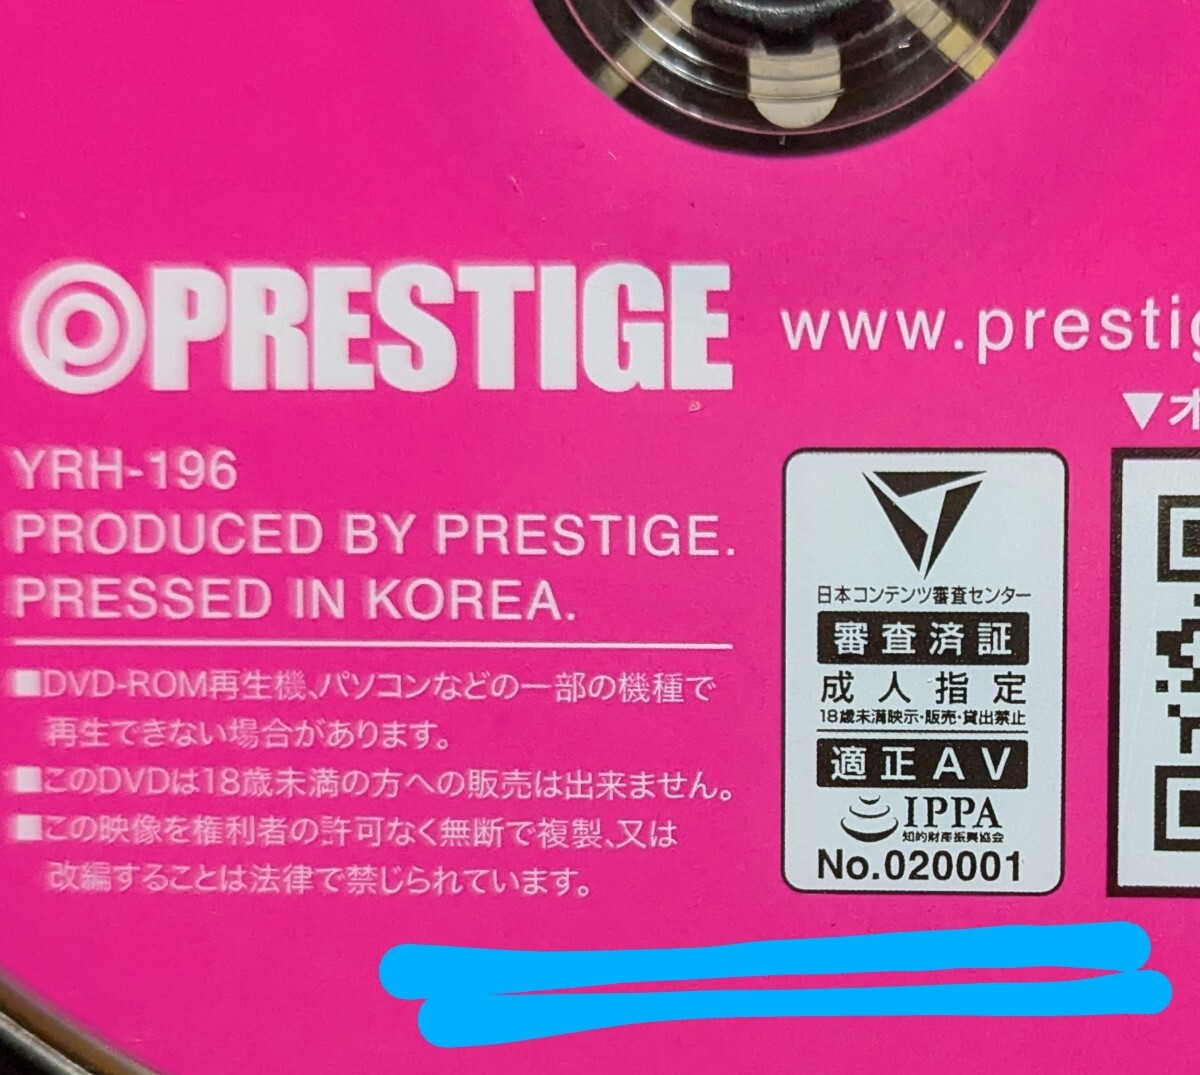 PRESTIGE
www.prestig
YRH-196
PRODUCED BY PRESTIGE.
PRESSED IN KOREA.
■DVD-ROM再生機、パソコンなどの一部の機種で
再生できない場合があります。
■このDVDは18歳未満の方への販売は出来ません。
■この映像を権利者の許可なく無断で複製、又は
改編することは法律で禁じられています。
日本コンテンツ審査センター
審査済証
成人指定
18歳未満映示・販売・貸出禁止
適正AV
IPPA
知的財産振興協会
No.020001
▼オ